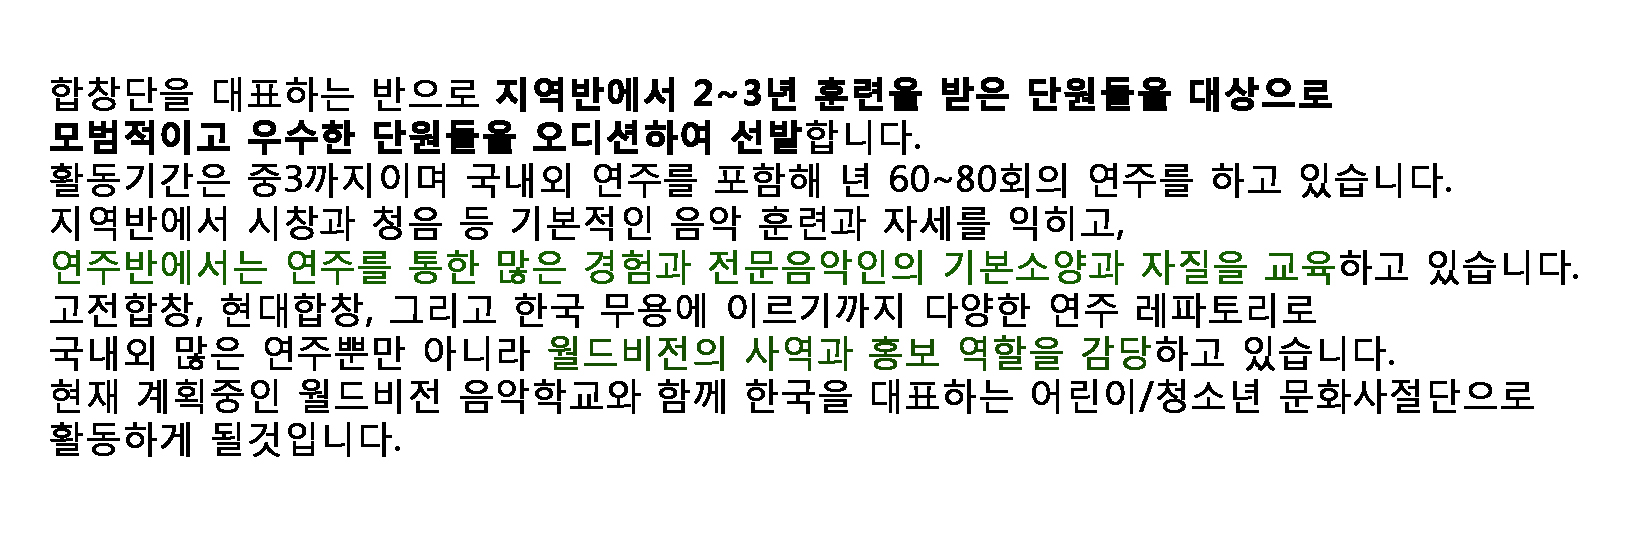 합창단을 대표하는 반으로 지역반에서 2~3년 훈련을 받은 단원들을 대상으로
모범적이고 우수한 단원들을 오디션하여 선발합니다.
활동기간은 중3까지이며 국내외 연주를 포함해 년 60~80회의 연주를 하고 있습니다.
지역반에서 시창과 청음 등 기본적인 음악 훈련과 자세를 익히고,
연주반에서는 연주를 통한 많은 경험과 전문음악인의 기본소양과 자질을 교육하고 있습니다.
고전합창, 현대합창, 그리고 한국 무용에 이르기까지 다양한 연주 레파토리로
국내외 많은 연주뿐만 아니라 월드비전의 사역과 홍보 역할을 감당하고 있습니다.
현재 계획중인 월드비전 음악학교와 함께 한국을 대표하는 어린이/청소년 문화사절단으로
활동하게 될것입니다.